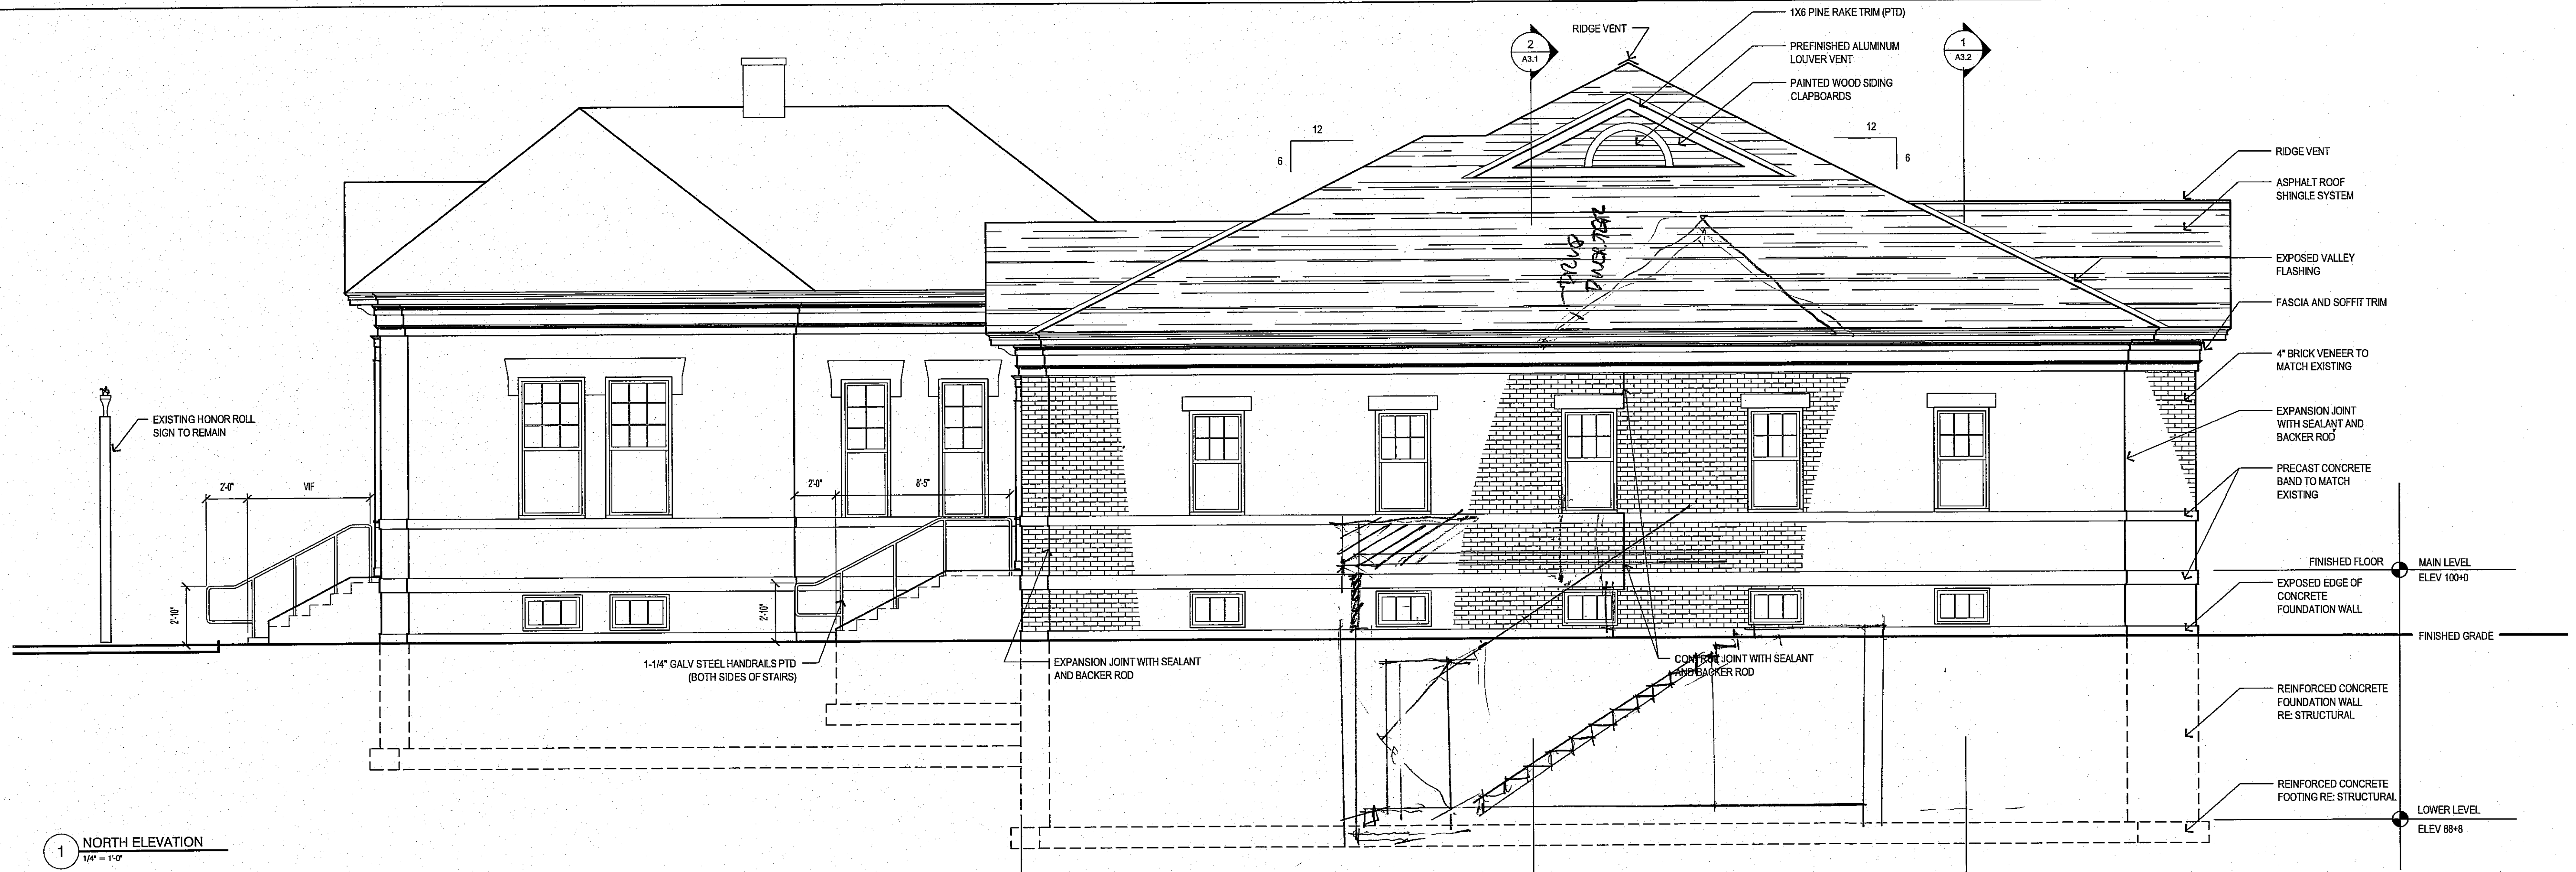 1X6 PINE RAKE TRIM (PTD)
RIDGE VENT
2
A3.1
1
A3.2
PREFINISHED ALUMINUM
LOUVER VENT
PAINTED WOOD SIDING
CLAPBOARDS
12
6
12
6
RIDGE VENT
ASPHALT ROOF
SHINGLE SYSTEM
EXPOSED VALLEY
FLASHING
FASCIA AND SOFFIT TRIM
4" BRICK VENEER TO
MATCH EXISTING
EXPANSION JOINT
WITH SEALANT AND
BACKER ROD
PRECAST CONCRETE
BAND TO MATCH
EXISTING
EXISTING HONOR ROLL
SIGN TO REMAIN
2'-0"
VIF
2'-0"
8'-5"
2'-10"
2'-10"
DIVERTER
FINISHED FLOOR
MAIN LEVEL
ELEV 100+0
EXPOSED EDGE OF
CONCRETE
FOUNDATION WALL
FINISHED GRADE
1-1/4" GALV STEEL HANDRAILS PTD
(BOTH SIDES OF STAIRS)
EXPANSION JOINT WITH SEALANT
AND BACKER ROD
CONTROL JOINT WITH SEALANT
AND BACKER ROD
REINFORCED CONCRETE
FOUNDATION WALL
RE: STRUCTURAL
REINFORCED CONCRETE
FOOTING RE: STRUCTURAL
LOWER LEVEL
ELEV 88+8
1
NORTH ELEVATION
1/4" = 1'-0"